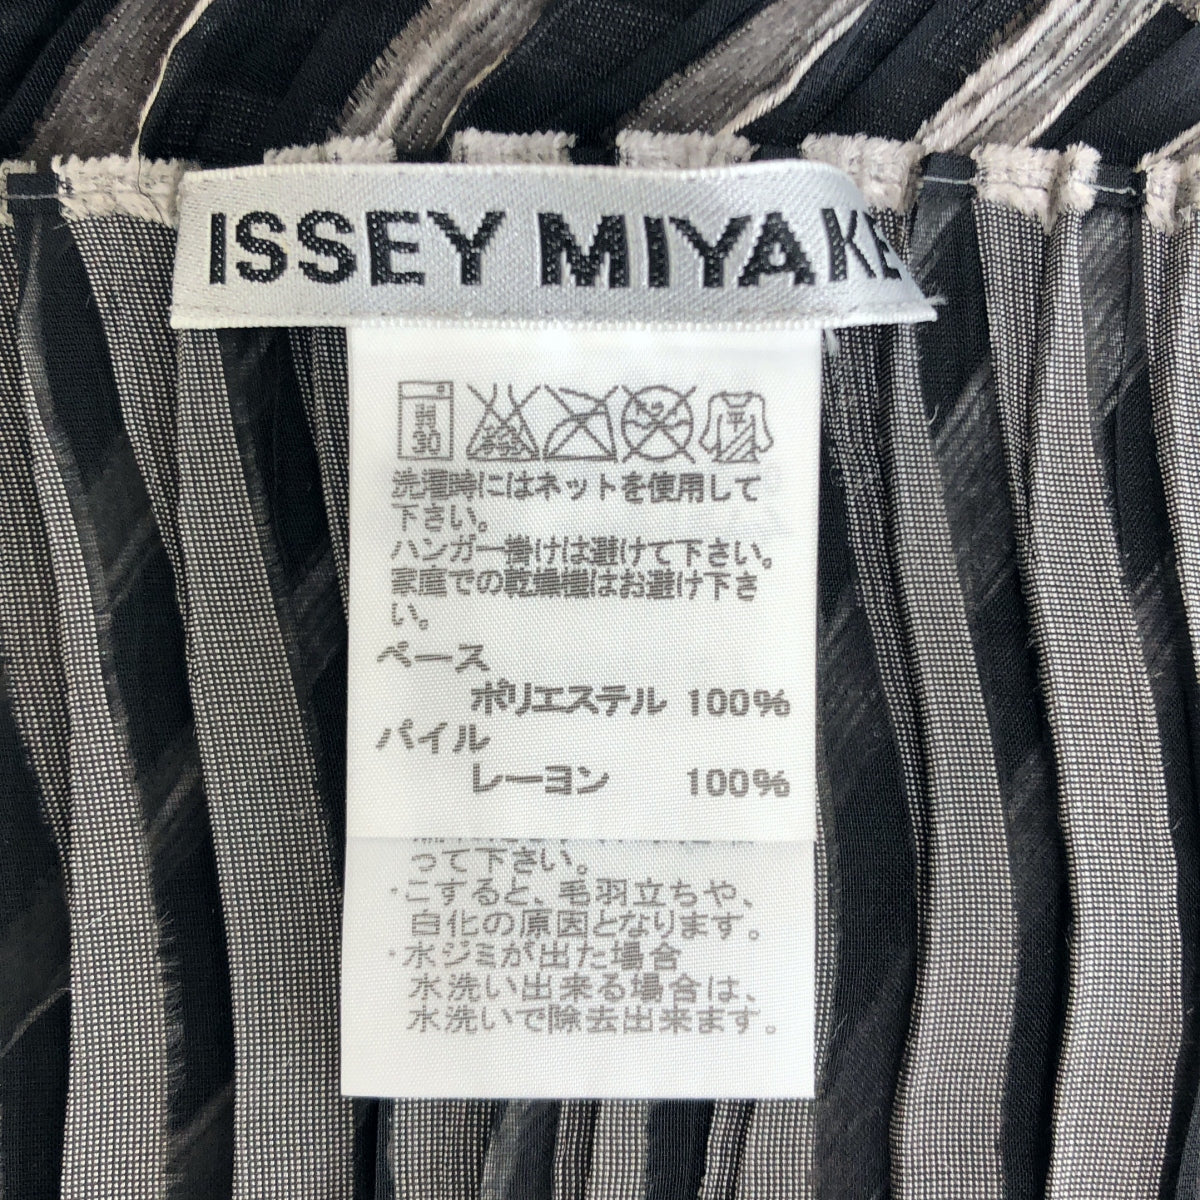 ISSEY MIYAKE
弱
30
平
洗濯時にはネットを使用して
下さい。
ハンガー掛けは避けて下さい。
家庭での乾燥機はお避け下さ
い。
ベース
ポリエステル 100%
パイル
レーヨン 100%
って下さい。
・こすると、毛羽立ちや、
白化の原因となります。
・水ジミが出た場合
水洗い出来る場合は、
水洗いで除去出来ます。